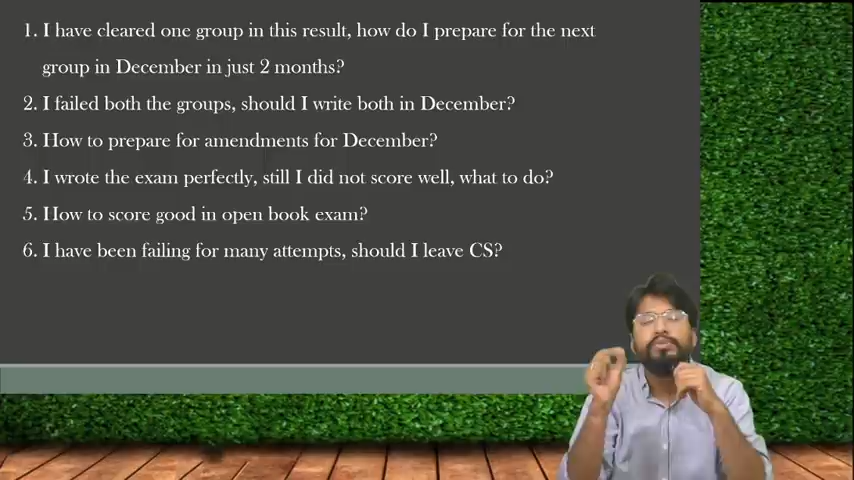 1. I have cleared one group in this result, how do I prepare for the next
group in December in just 2 months?
2. I failed both the groups, should I write both in December?
3. How to prepare for amendments for December?
4. I wrote the exam perfectly, still I did not score well, what to do?
5. How to score good in open book exam?
6. I have been failing for many attempts, should I leave CS?